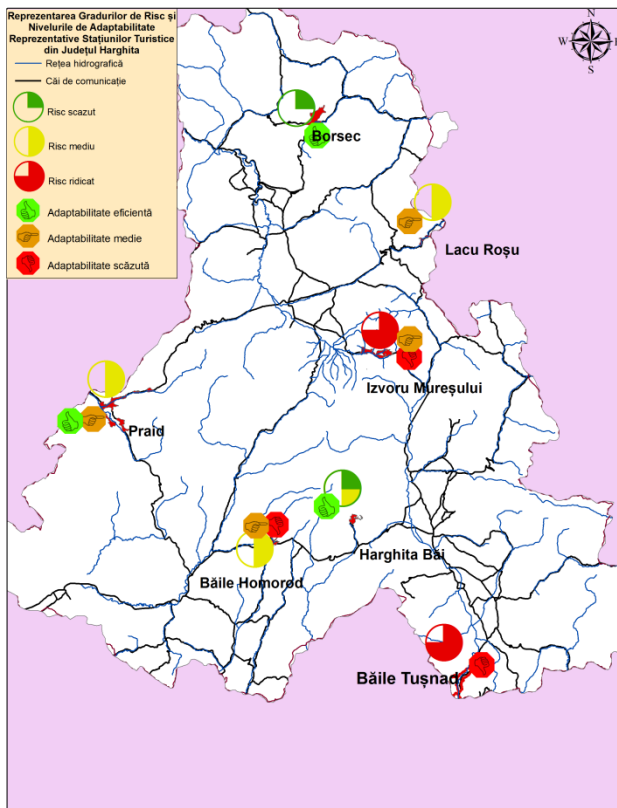 Reprezentarea Gradurilor de Risc și
Nivelurile de Adaptabilitate
Reprezentative Stațiunilor Turistice
din Județul Harghita
Rețea hidrografică
Căi de comunicație
Risc scazut
Risc mediu
Risc ridicat
Adaptabilitate eficientă
Adaptabilitate medie
Adaptabilitate scăzută
N
W
E
S
Borsec
Lacu Roșu
Izvoru Mureșului
Praid
Harghita Băi
Băile Homorod
Băile Tușnad